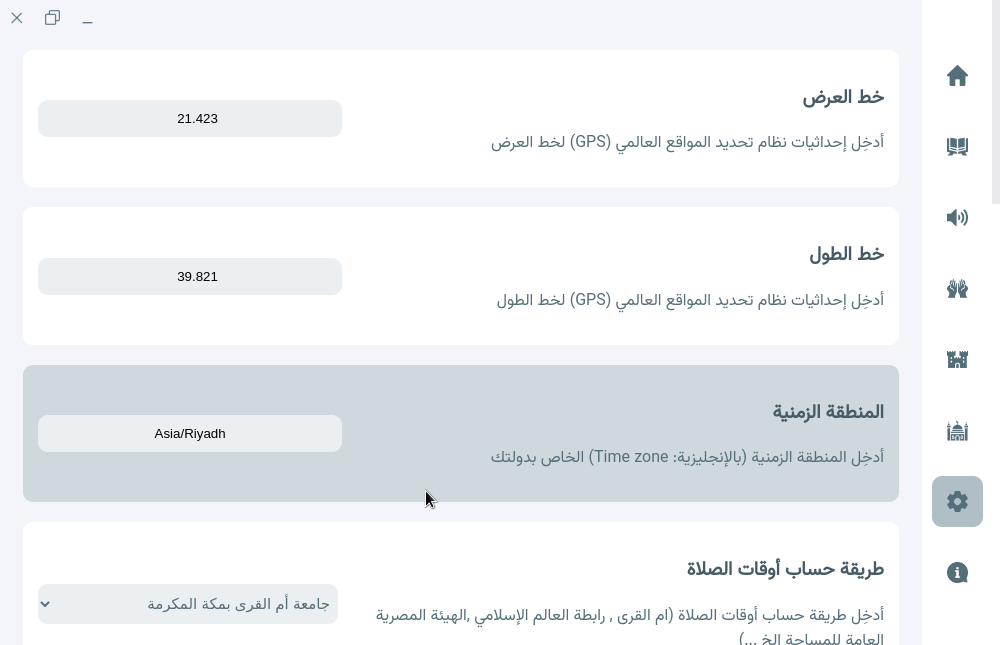 خط العرض
أدخِل إحداثيات نظام تحديد المواقع العالمي (GPS) لخط العرض
21.423
خط الطول
أدخِل إحداثيات نظام تحديد المواقع العالمي (GPS) لخط الطول
39.821
المنطقة الزمنية
أدخِل المنطقة الزمنية (بالإنجليزية: Time zone) الخاص بدولتك
Asia/Riyadh
طريقة حساب أوقات الصلاة
أدخِل طريقة حساب أوقات الصلاة (ام القرى , رابطة العالم الإسلامي ,الهيئة المصرية
العامة للمساحة الخ ...)
جامعة أم القرى بمكة المكرمة